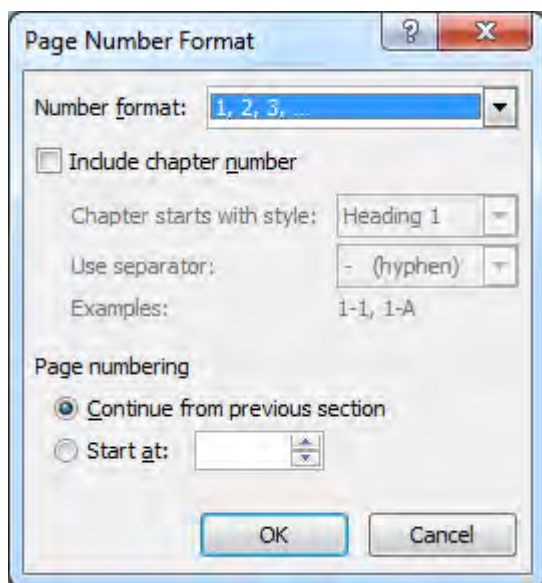 Page Number Format
Number format: 1, 2, 3, ...
Include chapter number
Chapter starts with style: Heading 1
Use separator: - (hyphen)
Examples: 1-1, 1-A
Page numbering
Continue from previous section
Start at:
OK Cancel